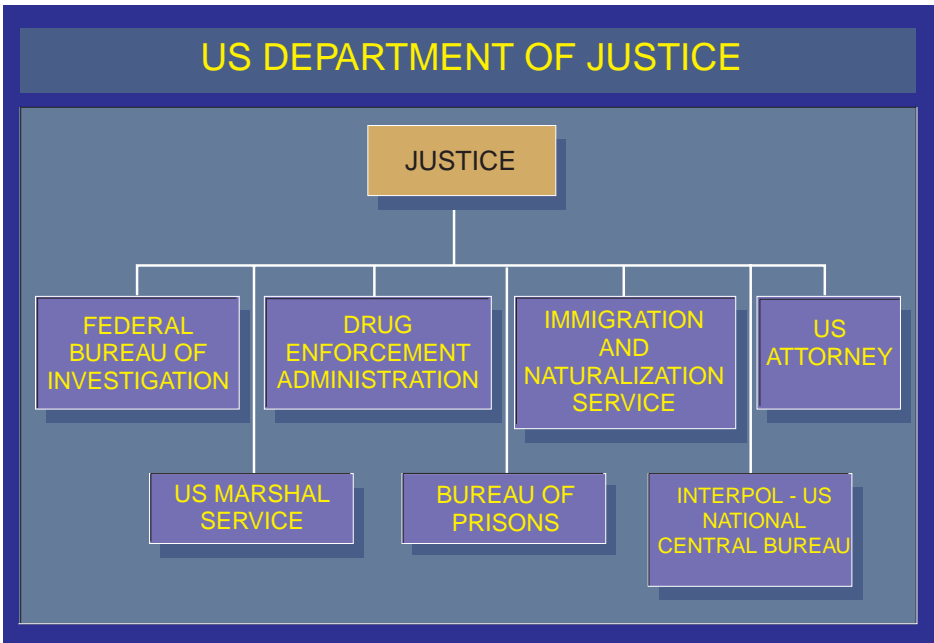 US DEPARTMENT OF JUSTICE
JUSTICE
FEDERAL
BUREAU OF
INVESTIGATION
DRUG
ENFORCEMENT
ADMINISTRATION
IMMIGRATION
AND
NATURALIZATION
SERVICE
US
ATTORNEY
US MARSHAL
SERVICE
BUREAU OF
PRISONS
INTERPOL - US
NATIONAL
CENTRAL BUREAU